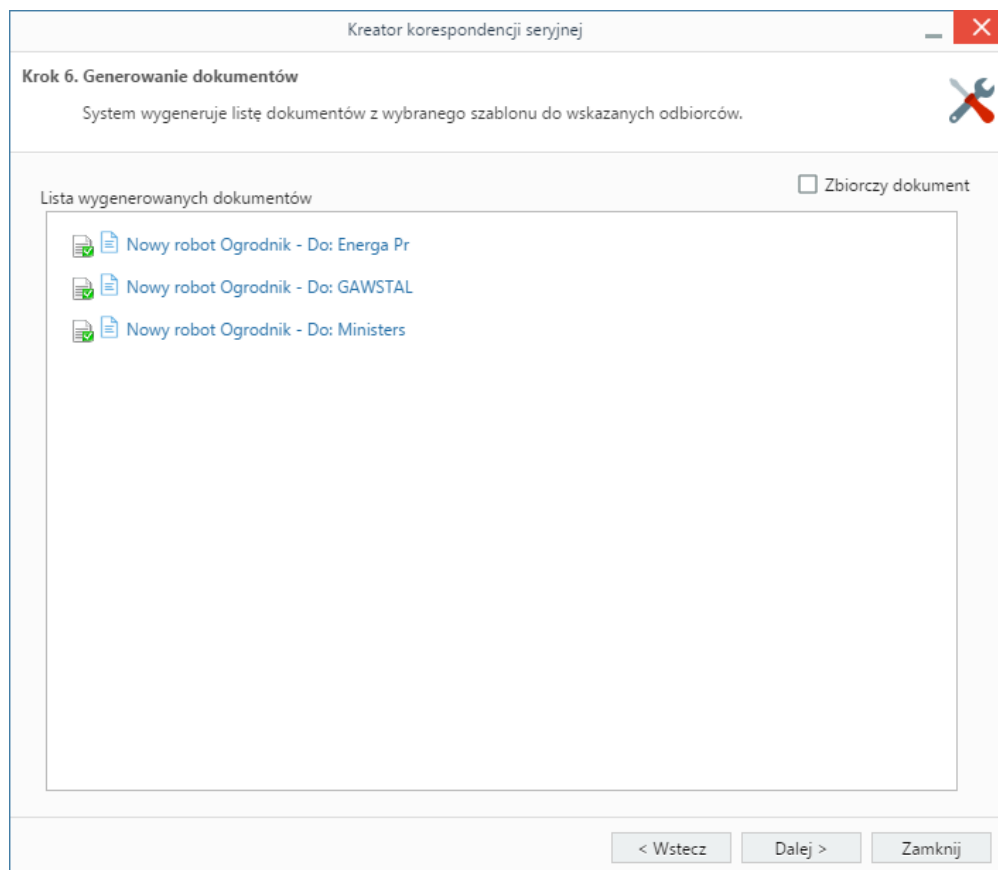 Kreator korespondencji seryjnej
Krok 6. Generowanie dokumentów
System wygeneruje listę dokumentów z wybranego szablonu do wskazanych odbiorców.
Zbiorczy dokument
Lista wygenerowanych dokumentów
Nowy robot Ogrodnik - Do: Energa Pr
Nowy robot Ogrodnik - Do: GAWSTAL
Nowy robot Ogrodnik - Do: Ministers
< Wstecz Dalej > Zamknij